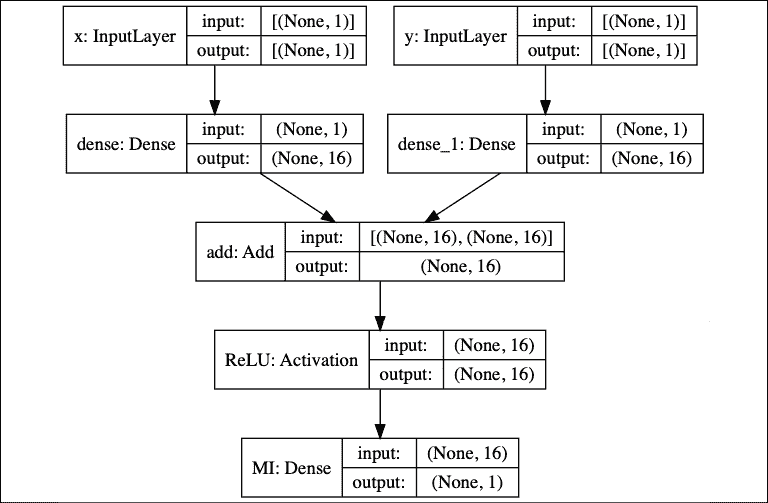 x: InputLayer input: [(None, 1)]
output: [(None, 1)]
y: InputLayer input: [(None, 1)]
output: [(None, 1)]
dense: Dense input: (None, 1)
output: (None, 16)
dense_1: Dense input: (None, 1)
output: (None, 16)
add: Add input: [(None, 16), (None, 16)]
output: (None, 16)
ReLU: Activation input: (None, 16)
output: (None, 16)
MI: Dense input: (None, 16)
output: (None, 1)